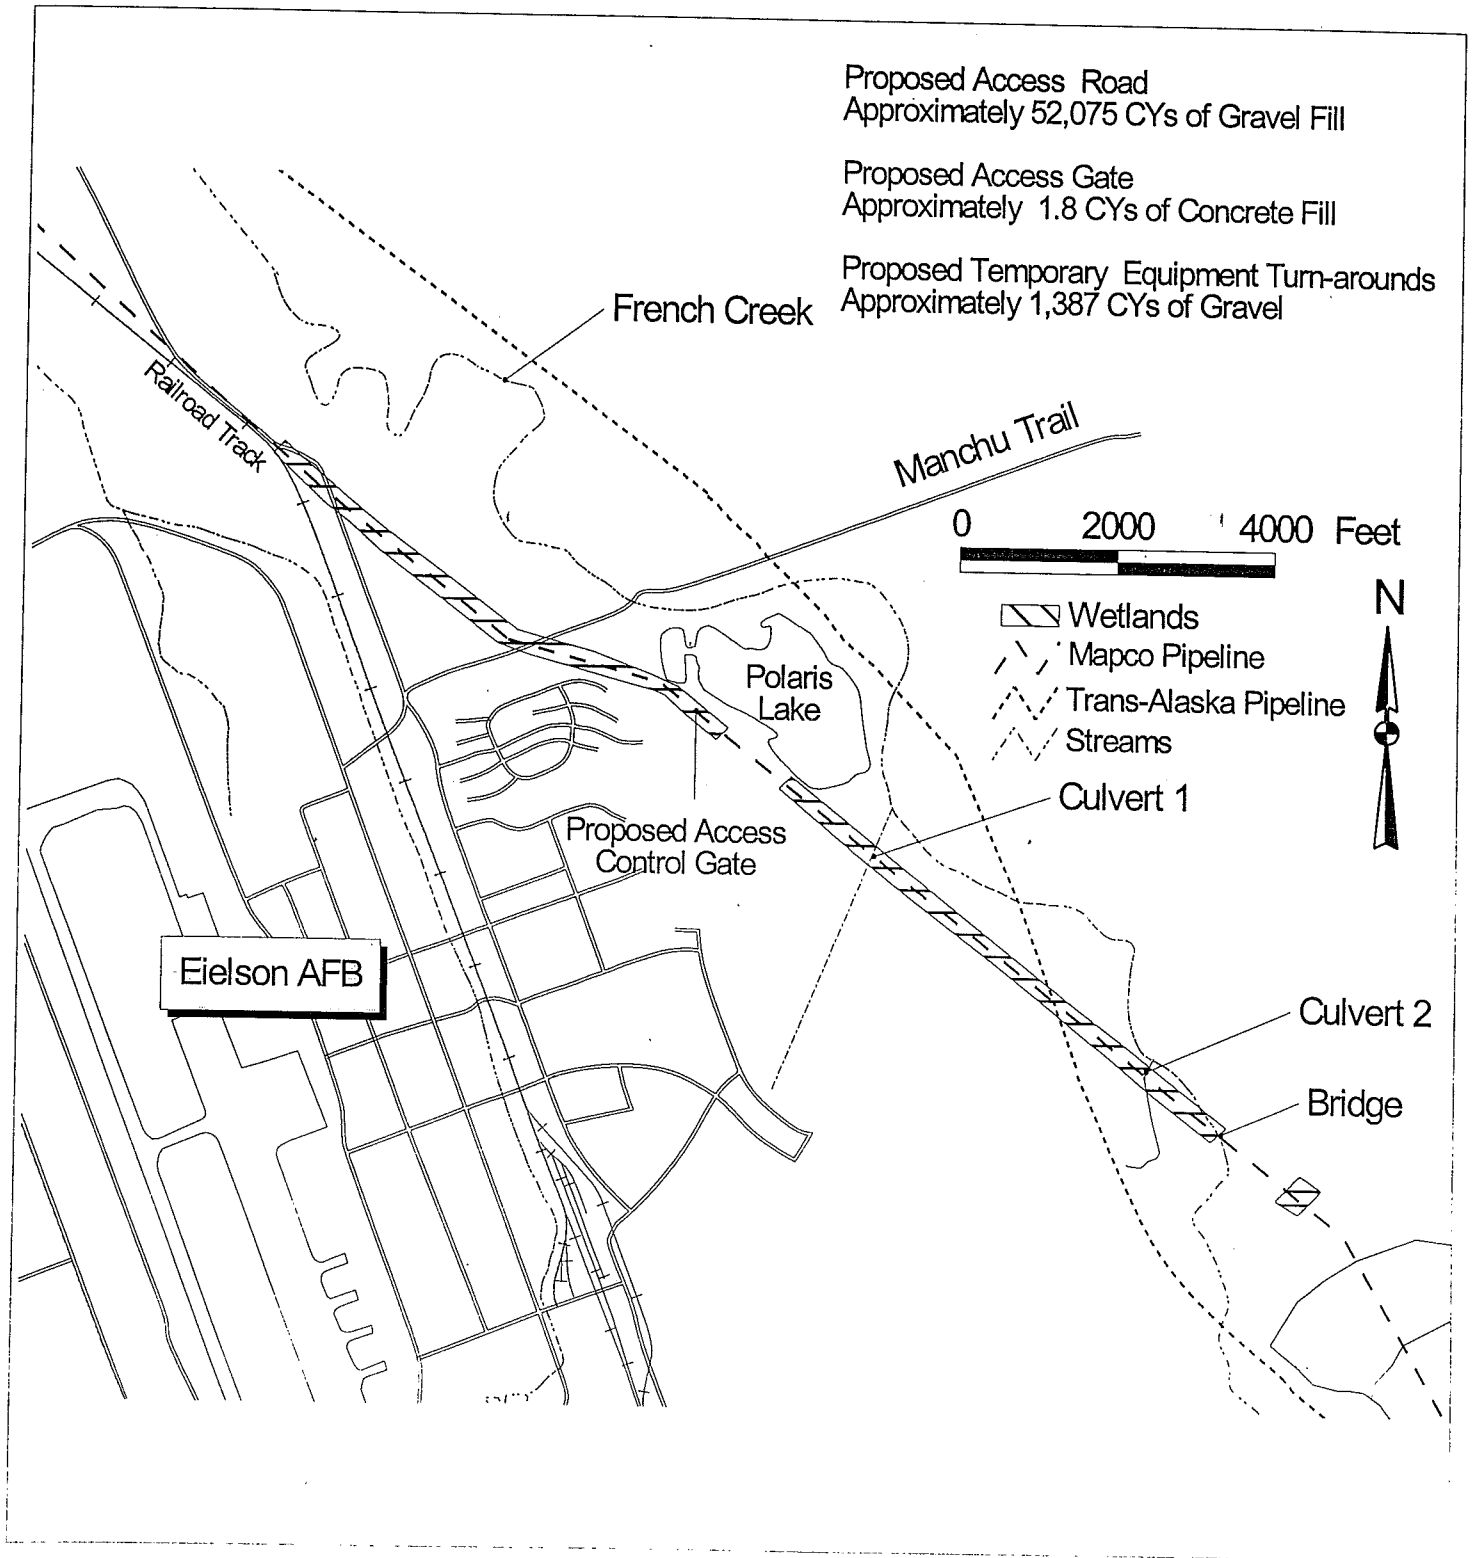 Proposed Access Road
Approximately 52,075 CYs of Gravel Fill
Proposed Access Gate
Approximately 1.8 CYs of Concrete Fill
Proposed Temporary Equipment Turn-arounds
Approximately 1,387 CYs of Gravel
French Creek
Railroad Track
Manchu Trail
0 2000 4000 Feet
N
Wetlands
Mapco Pipeline
Trans-Alaska Pipeline
Streams
Polaris
Lake
Culvert 1
Proposed Access
Control Gate
Eielson AFB
Culvert 2
Bridge